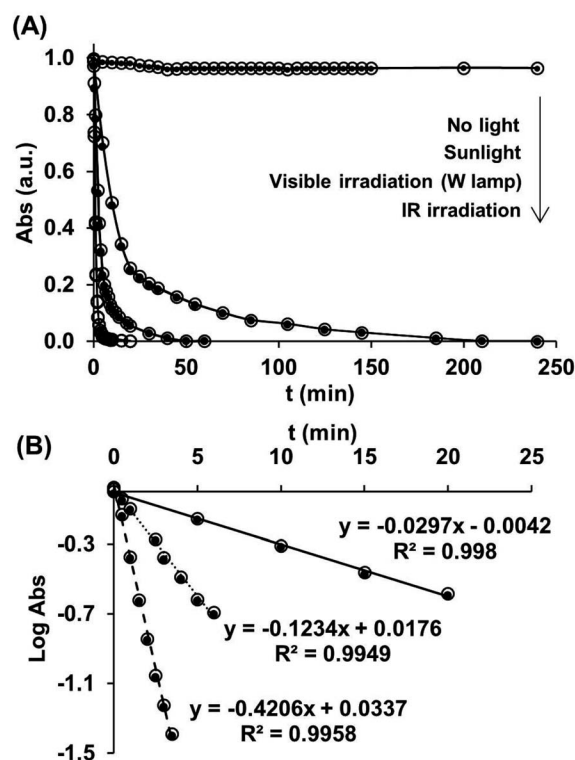 (A)
1.0
0.8
0.6
0.4
0.2
0.0
Abs (a.u.)
No light
Sunlight
Visible irradiation (W lamp)
IR irradiation
0 50 100 150 200 250
t (min)
(B)
t (min)
0 5 10 15 20 25
-0.3
-0.7
-1.1
-1.5
Log Abs
y = -0.0297x - 0.0042
R² = 0.998
y = -0.1234x + 0.0176
R² = 0.9949
y = -0.4206x + 0.0337
R² = 0.9958